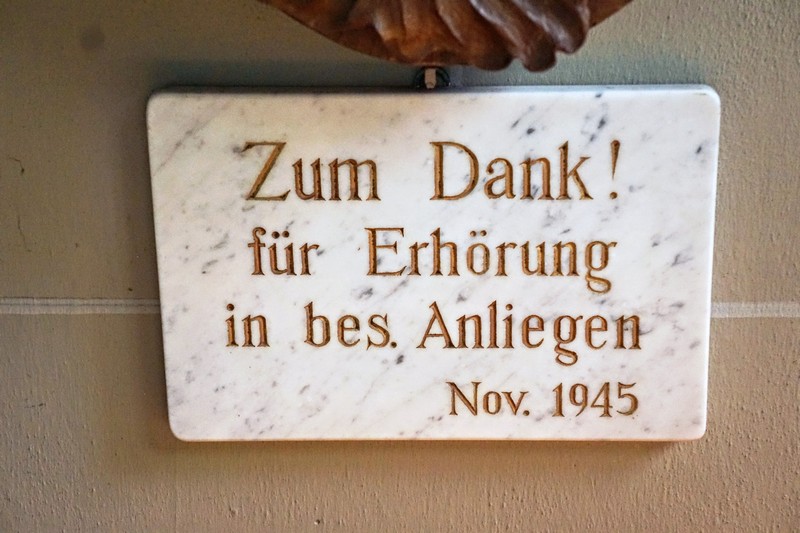 Zum Dank!
für Erhörung
in bes. Anliegen
Nov. 1945